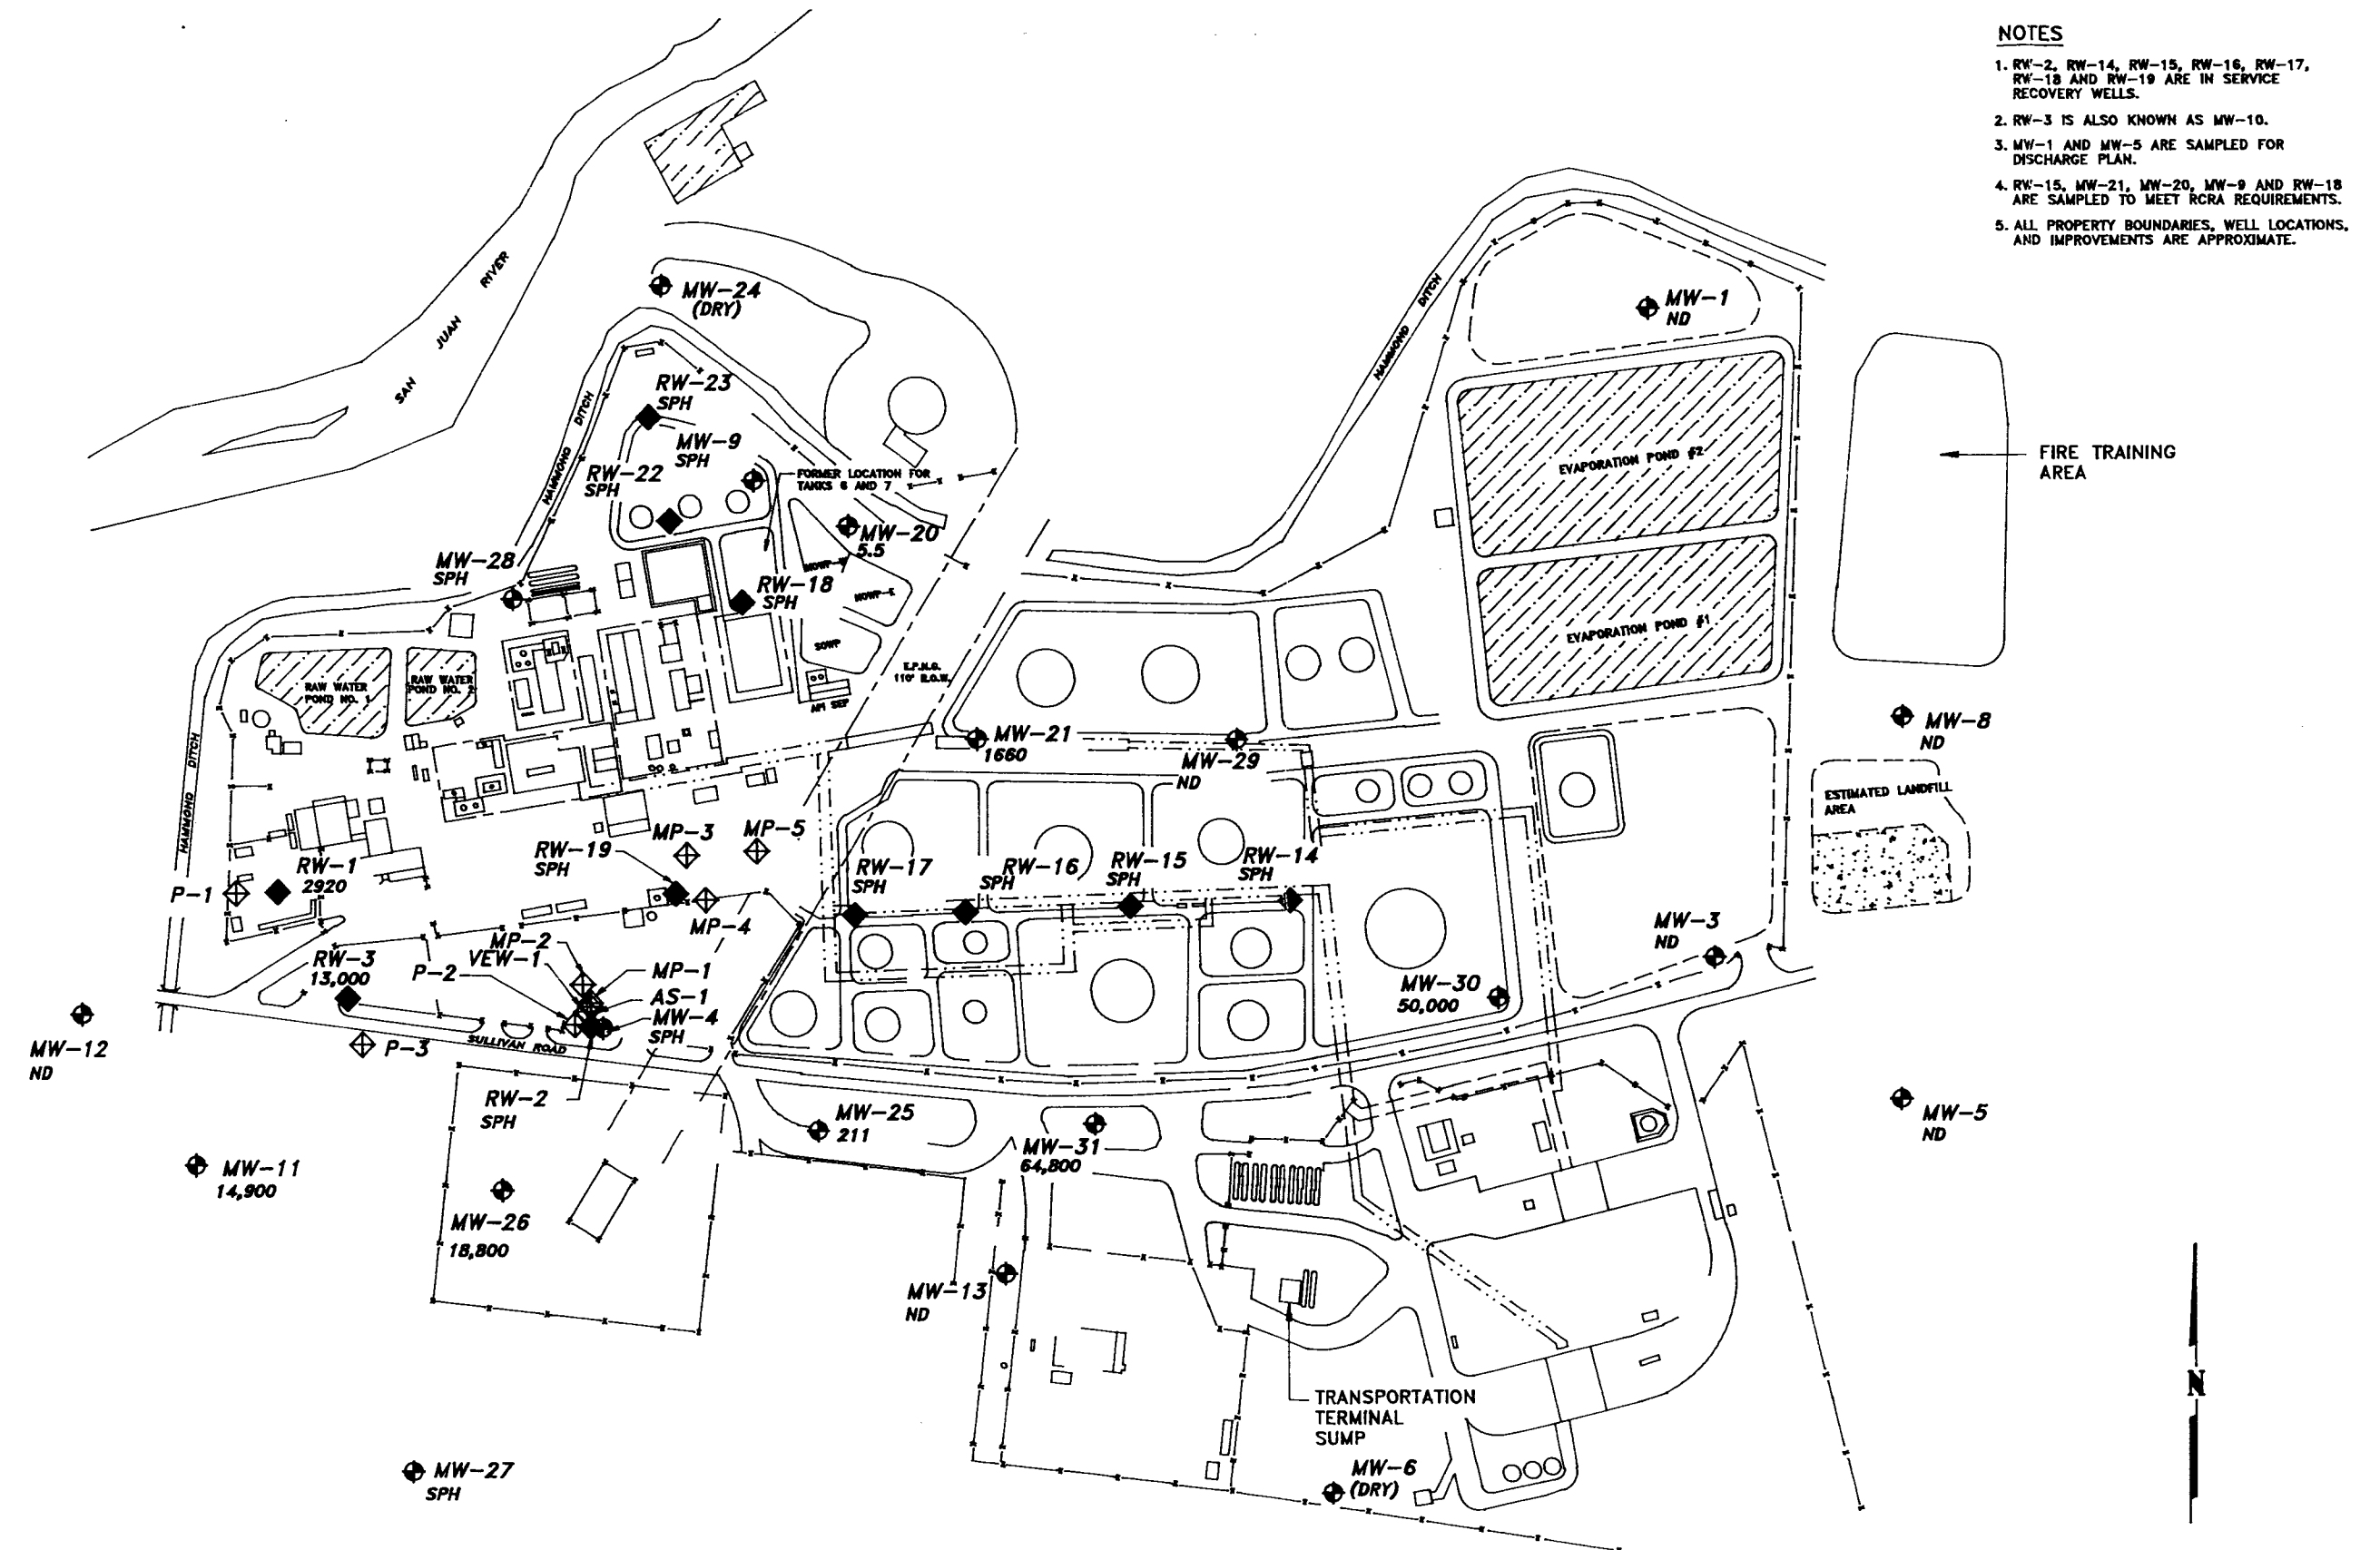 NOTES
1. RW-2, RW-14, RW-15, RW-16, RW-17,
RW-18 AND RW-19 ARE IN SERVICE
RECOVERY WELLS.
2. RW-3 IS ALSO KNOWN AS MW-10.
3. MW-1 AND MW-5 ARE SAMPLED FOR
DISCHARGE PLAN.
4. RW-15, MW-21, MW-20, MW-9 AND RW-18
ARE SAMPLED TO MEET RCRA REQUIREMENTS.
5. ALL PROPERTY BOUNDARIES, WELL LOCATIONS,
AND IMPROVEMENTS ARE APPROXIMATE.
SAN JUAN RIVER
MW-24
(DRY)
HAMMOND DITCH
MW-1
ND
RW-23
SPH
HAMMOND DITCH
MW-9
SPH
RW-22
SPH
FORMER LOCATION FOR
TANKS 6 AND 7
EVAPORATION POND #2
FIRE TRAINING
AREA
MW-20
5.5
MW-28
SPH
RW-18
SPH
NOWP-E
SOWP
EVAPORATION POND #1
E.P.N.G.
110' R.O.W.
RAW WATER
POND NO. 1
RAW WATER
POND NO. 2
API SEP
MW-21
1660
MW-29
ND
MW-8
ND
HAMMOND DITCH
ESTIMATED LANDFILL
AREA
MP-3
MP-5
RW-19
SPH
RW-1
2920
P-1
RW-17
SPH
RW-16
SPH
RW-15
SPH
RW-14
SPH
MP-4
MW-3
ND
MP-2
VEW-1
RW-3
13,000
P-2
MP-1
AS-1
MW-4
SPH
MW-30
50,000
MW-12
ND
P-3
SULLIVAN ROAD
RW-2
SPH
MW-25
211
MW-31
64,800
MW-5
ND
MW-11
14,900
MW-26
18,800
MW-13
ND
TRANSPORTATION
TERMINAL
SUMP
MW-27
SPH
MW-6
(DRY)
N